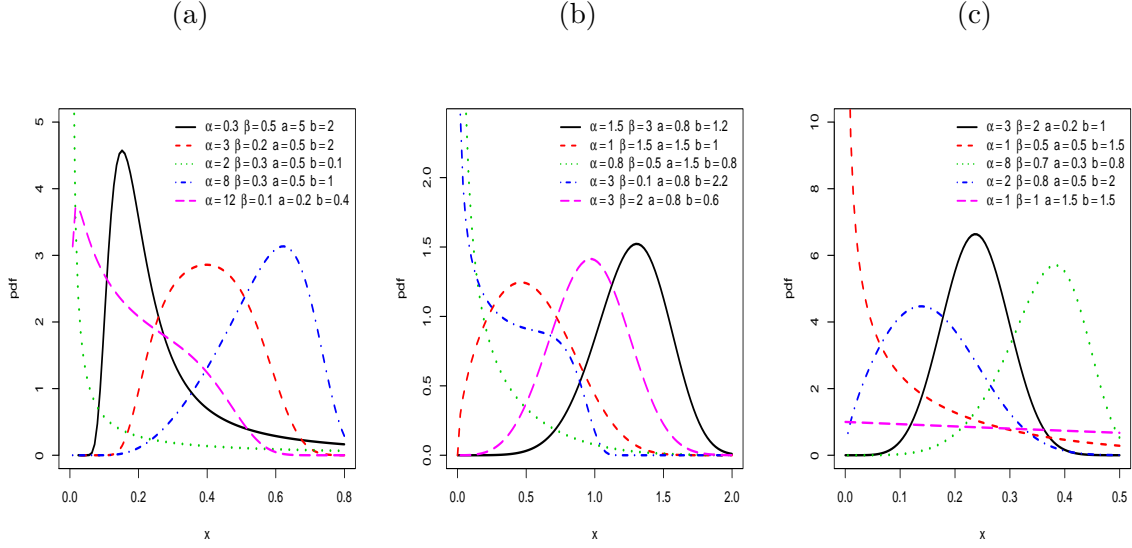 (a)
(b)
(c)
α=0.3 β=0.5 a=5 b=2
α=3 β=0.2 a=0.5 b=2
α=2 β=0.3 a=0.5 b=0.1
α=8 β=0.3 a=0.5 b=1
α=12 β=0.1 a=0.2 b=0.4
pdf
0
1
2
3
4
5
0.0
0.2
0.4
0.6
0.8
x
α=1.5 β=3 a=0.8 b=1.2
α=1 β=1.5 a=1.5 b=1
α=0.8 β=0.5 a=1.5 b=0.8
α=3 β=0.1 a=0.8 b=2.2
α=3 β=2 a=0.8 b=0.6
pdf
0.0
0.5
1.0
1.5
2.0
0.0
0.5
1.0
1.5
2.0
x
α=3 β=2 a=0.2 b=1
α=1 β=0.5 a=0.5 b=1.5
α=8 β=0.7 a=0.3 b=0.8
α=2 β=0.8 a=0.5 b=2
α=1 β=1 a=1.5 b=1.5
pdf
0
2
4
6
8
10
0.0
0.1
0.2
0.3
0.4
0.5
x